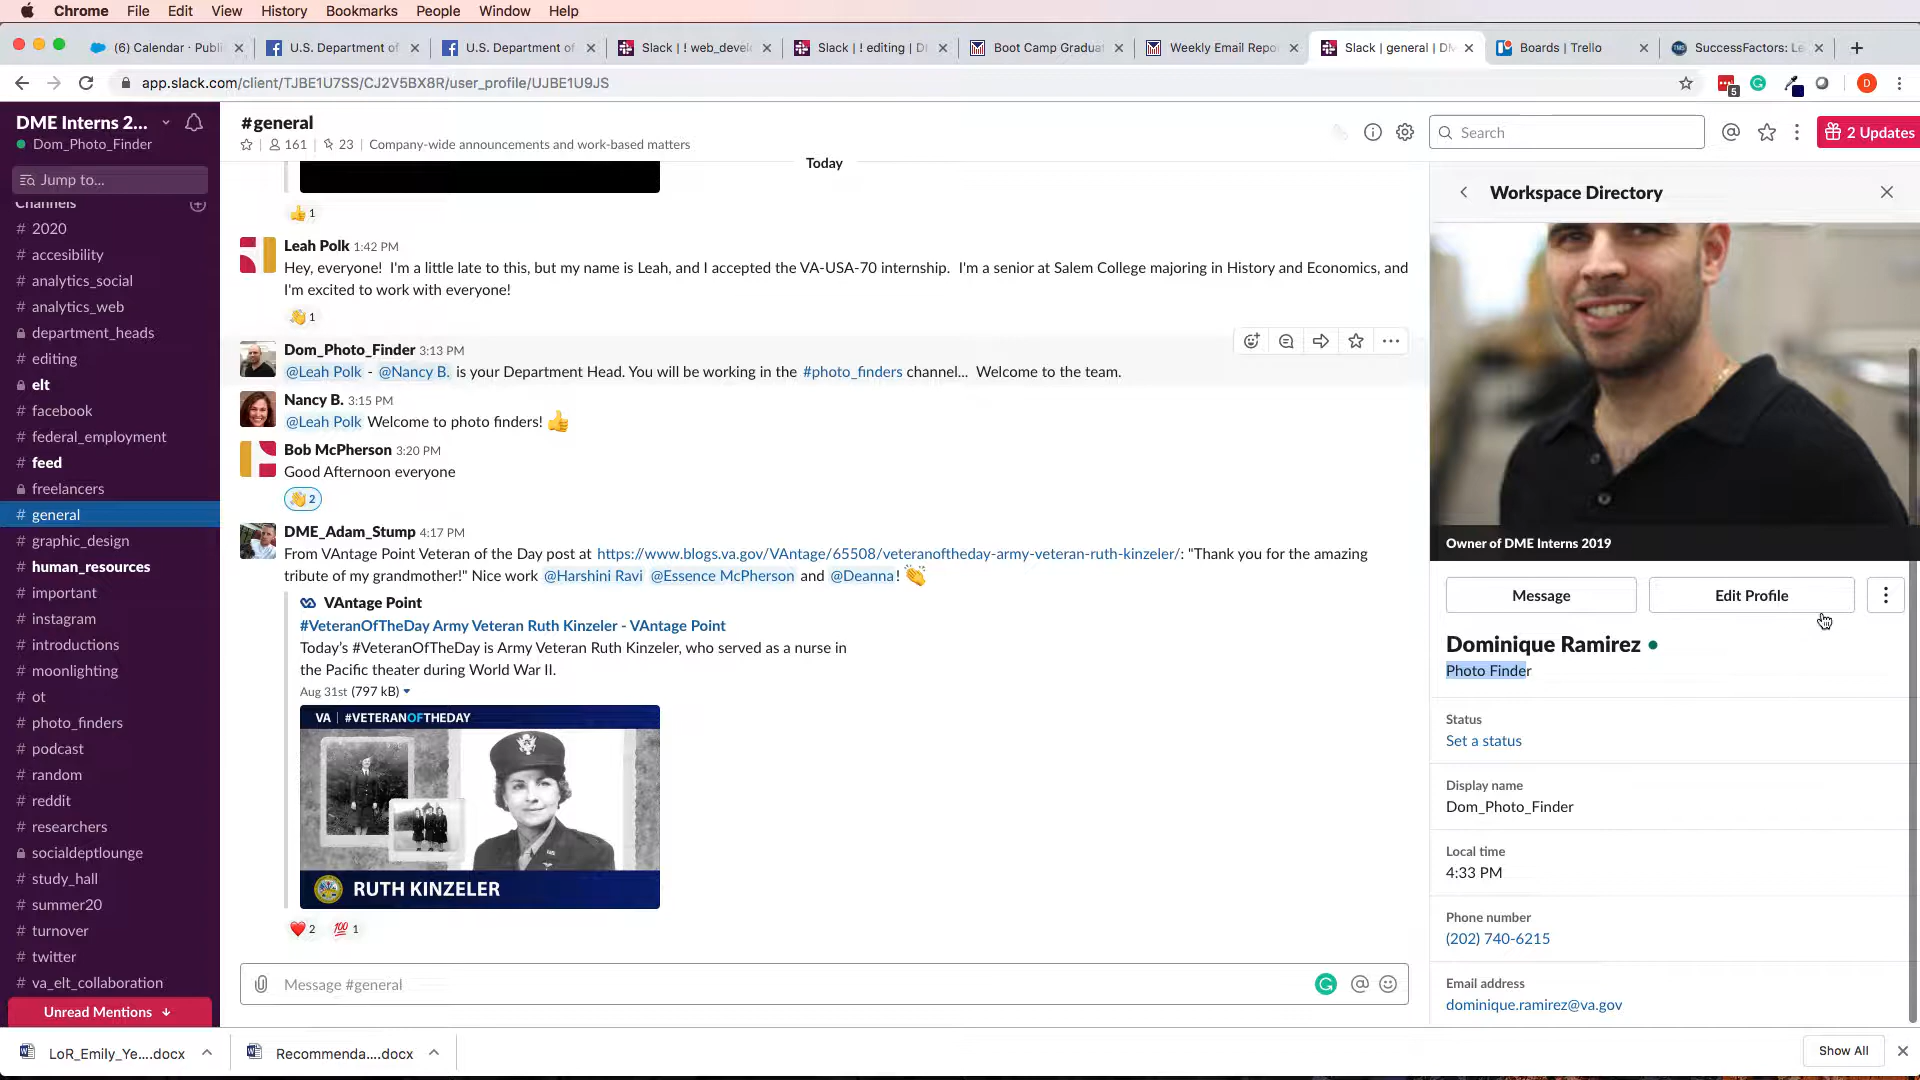 Chrome File Edit View History Bookmarks People Window Help
(6) Calendar · Publi
U.S. Department of
U.S. Department of
Slack | ! web_devel
Slack | ! editing | D
Boot Camp Graduat
Weekly Email Repo
Slack | general | DM
Boards | Trello
SuccessFactors: Le
app.slack.com/client/TJBE1U7SS/CJ2V5BX8R/user_profile/UJBE1U9JS
5
D
DME Interns 2...
Dom_Photo_Finder
Jump to...
Channels
# 2020
# accesibility
# analytics_social
# analytics_web
department_heads
# editing
elt
# facebook
# federal_employment
# feed
freelancers
# general
# graphic_design
# human_resources
# important
# instagram
# introductions
# moonlighting
# ot
# photo_finders
# podcast
# random
# reddit
# researchers
socialdeptlounge
# study_hall
# summer20
# turnover
# twitter
# va_elt_collaboration
Unread Mentions ↓
#general
161 | 23 | Company-wide announcements and work-based matters
Search
2 Updates
Today
1
Leah Polk 1:42 PM
Hey, everyone! I'm a little late to this, but my name is Leah, and I accepted the VA-USA-70 internship. I'm a senior at Salem College majoring in History and Economics, and
I'm excited to work with everyone!
1
Dom_Photo_Finder 3:13 PM
@Leah Polk - @Nancy B. is your Department Head. You will be working in the #photo_finders channel... Welcome to the team.
Nancy B. 3:15 PM
@Leah Polk Welcome to photo finders!
Bob McPherson 3:20 PM
Good Afternoon everyone
2
DME_Adam_Stump 4:17 PM
From VAntage Point Veteran of the Day post at https://www.blogs.va.gov/VAntage/65508/veteranoftheday-army-veteran-ruth-kinzeler/: "Thank you for the amazing
tribute of my grandmother!" Nice work @Harshini Ravi @Essence McPherson and @Deanna!
VAntage Point
#VeteranOfTheDay Army Veteran Ruth Kinzeler - VAntage Point
Today's #VeteranOfTheDay is Army Veteran Ruth Kinzeler, who served as a nurse in
the Pacific theater during World War II.
Aug 31st (797 kB)
VA | #VETERANOFTHEDAY
RUTH KINZELER
2 100 1
Message #general
Workspace Directory
Owner of DME Interns 2019
Message
Edit Profile
Dominique Ramirez
Photo Finder
Status
Set a status
Display name
Dom_Photo_Finder
Local time
4:33 PM
Phone number
(202) 740-6215
Email address
dominique.ramirez@va.gov
LoR_Emily_Ye....docx
Recommenda....docx
Show All